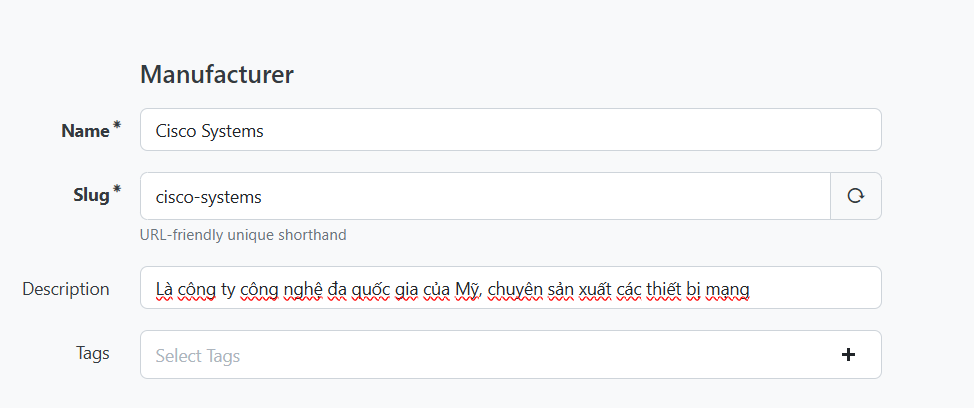 Manufacturer
Name *
Cisco Systems
Slug *
cisco-systems
URL-friendly unique shorthand
Description
Là công ty công nghệ đa quốc gia của Mỹ, chuyên sản xuất các thiết bị mạng
Tags
Select Tags